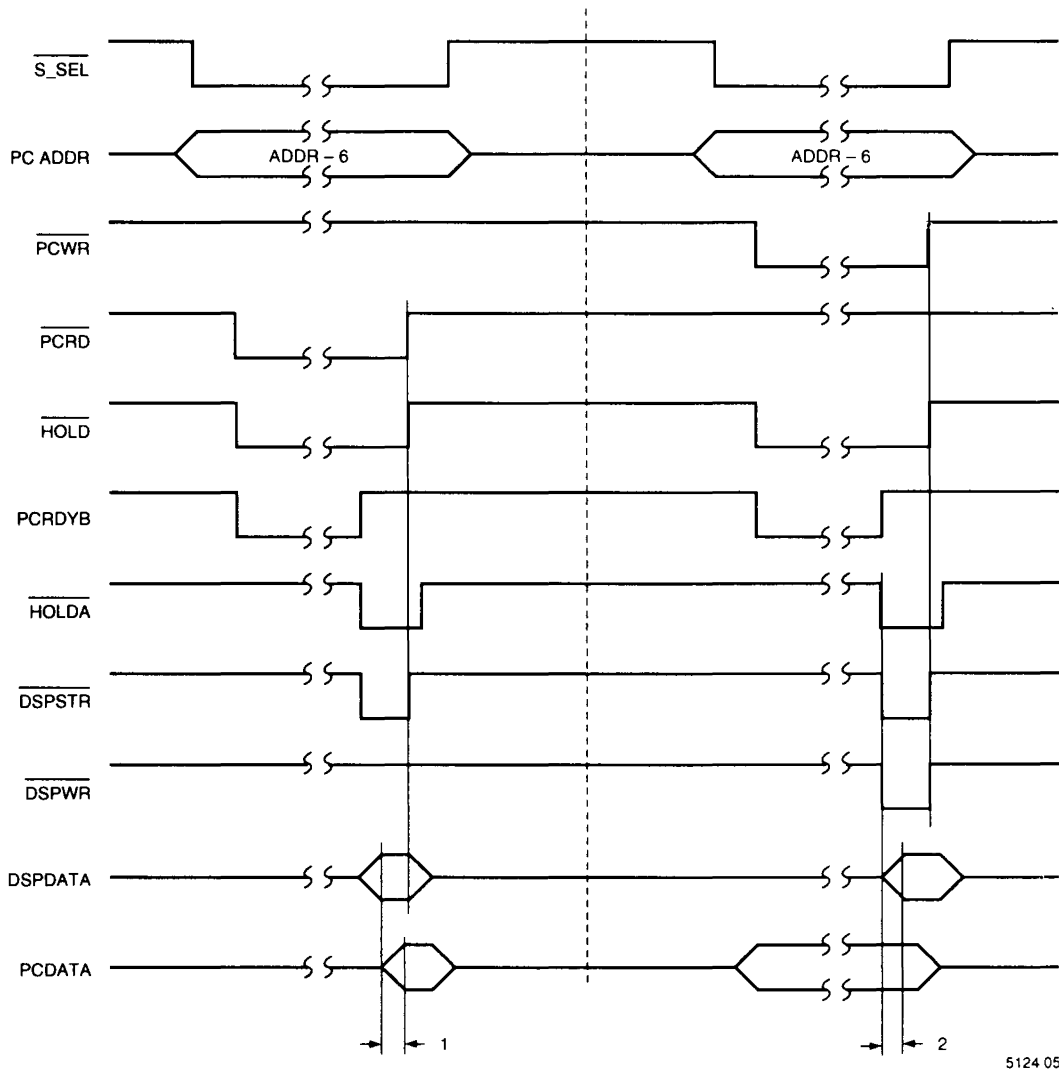 S_SEL
PC ADDR
ADDR – 6
ADDR – 6
PCWR
PCRD
HOLD
PCRDYB
HOLDA
DSPSTR
DSPWR
DSPDATA
PCDATA
1
2
5124 05